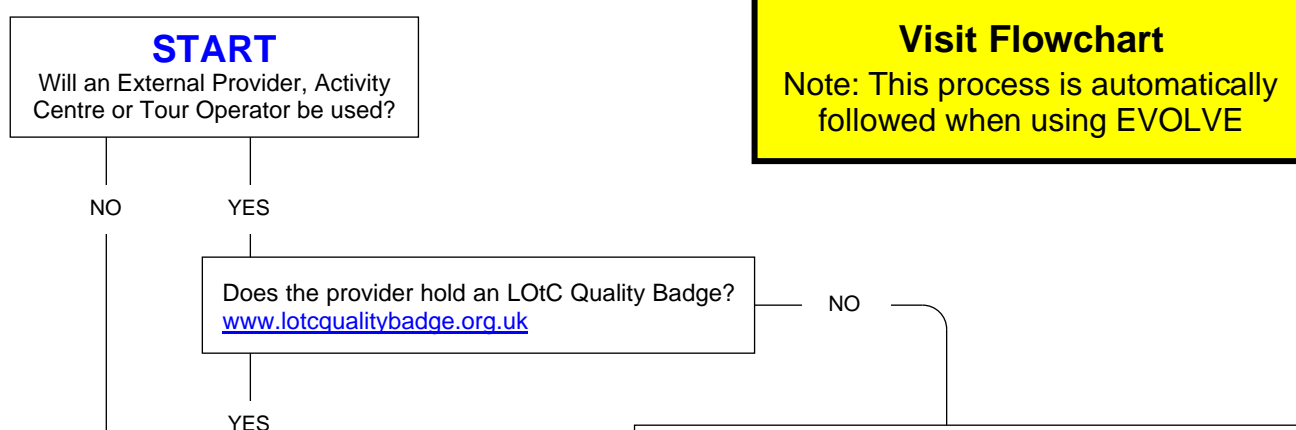 START
Will an External Provider, Activity
Centre or Tour Operator be used?
Visit Flowchart
Note: This process is automatically
followed when using EVOLVE
NO
YES
Does the provider hold an LOtC Quality Badge?
www.lotcqualitybadge.org.uk
NO
YES